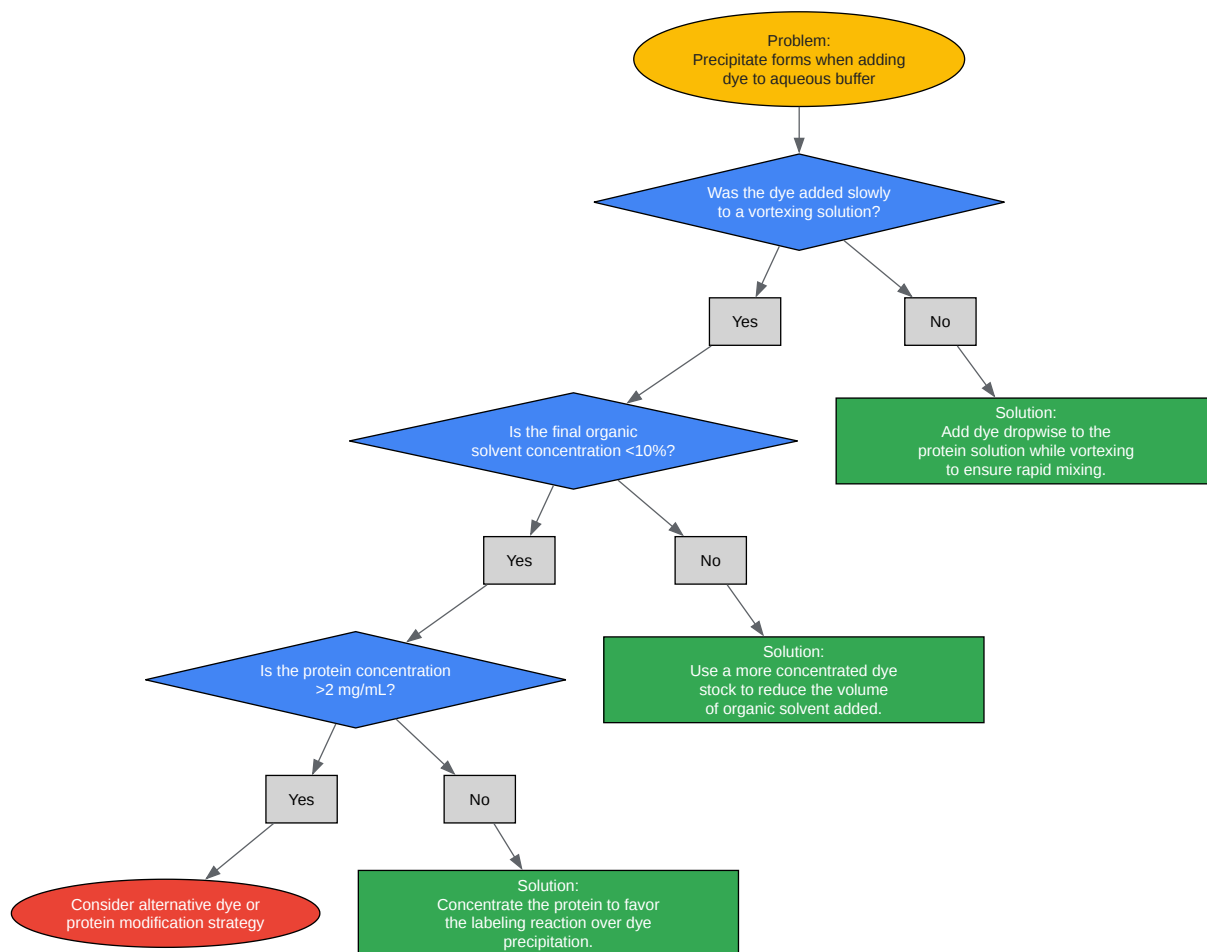 Problem:
Precipitate forms when adding
dye to aqueous buffer
Was the dye added slowly
to a vortexing solution?
Yes
No
Solution:
Add dye dropwise to the
protein solution while vortexing
to ensure rapid mixing.
Is the final organic
solvent concentration <10%?
Yes
No
Solution:
Use a more concentrated dye
stock to reduce the volume
of organic solvent added.
Is the protein concentration
>2 mg/mL?
Yes
No
Consider alternative dye or
protein modification strategy
Solution:
Concentrate the protein to favor
the labeling reaction over dye
precipitation.